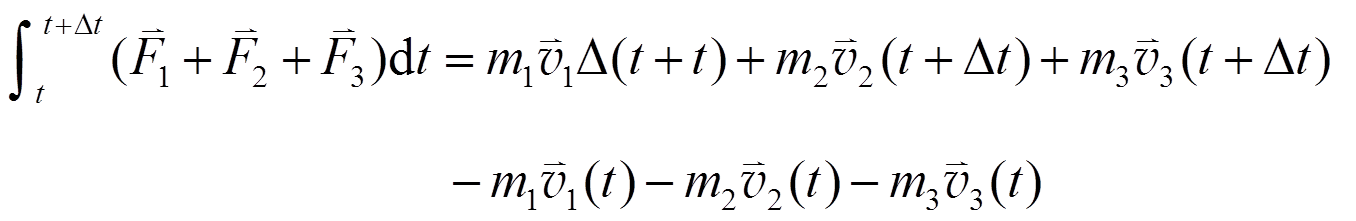 ∫_t^{t+Δt} (F⃗₁ + F⃗₂ + F⃗₃)dt = m₁v⃗₁Δ(t + t) + m₂v⃗₂(t + Δt) + m₃v⃗₃(t + Δt)
− m₁v⃗₁(t) − m₂v⃗₂(t) − m₃v⃗₃(t)